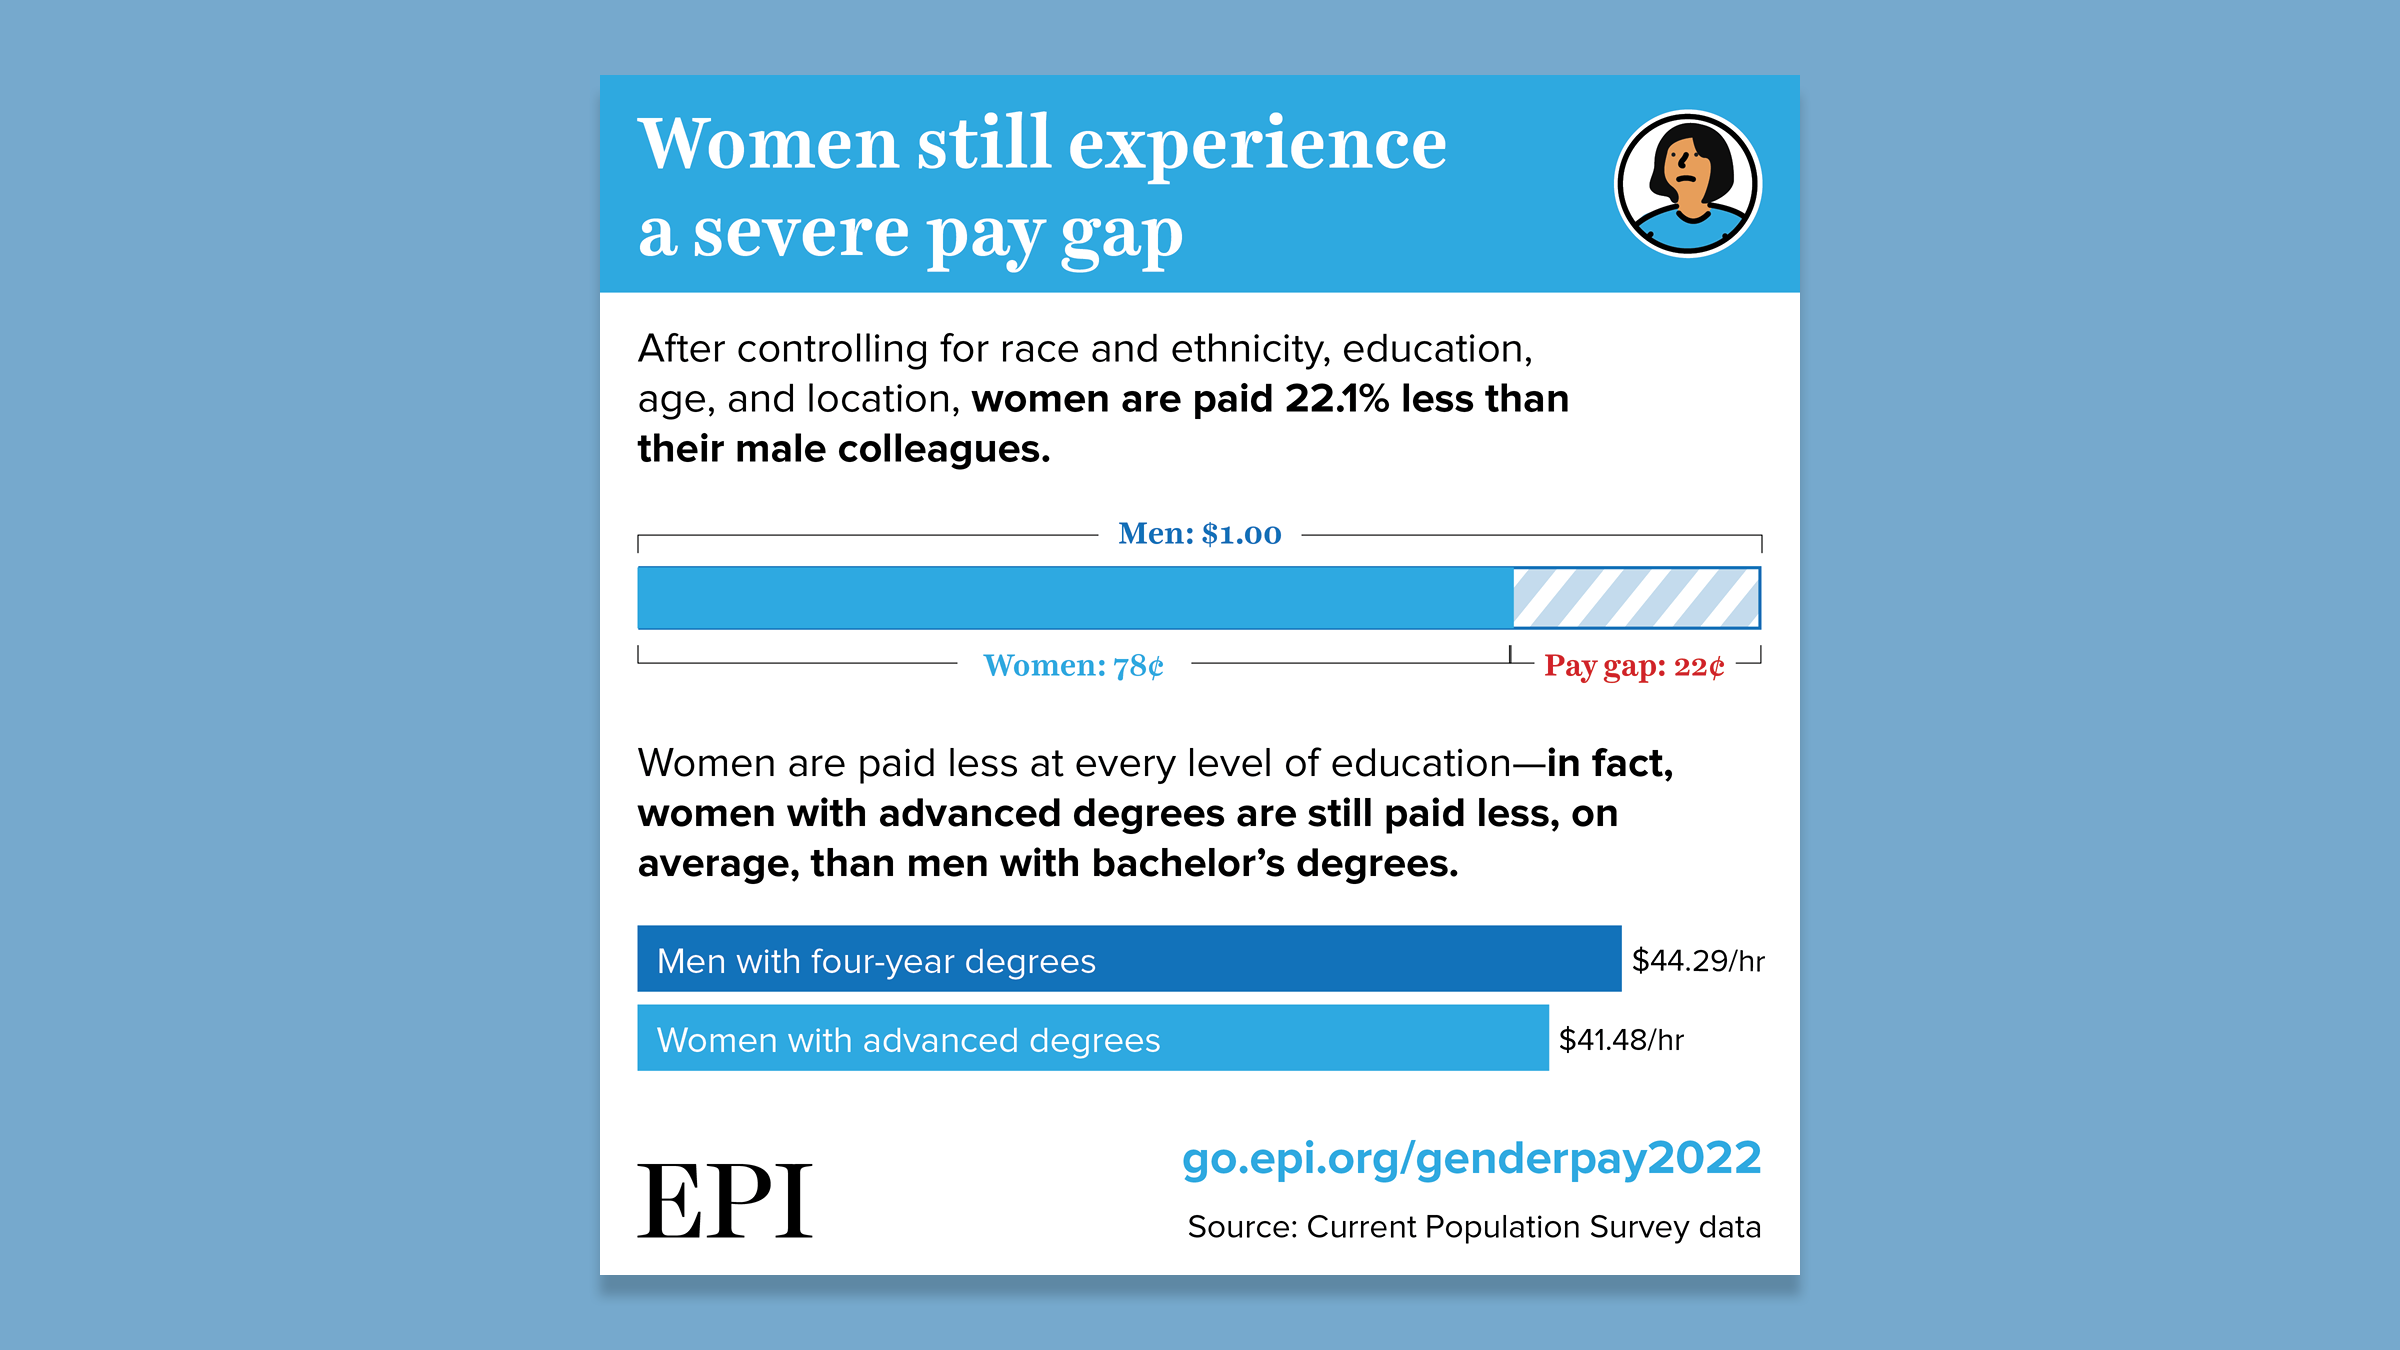 Women still experience
a severe pay gap
After controlling for race and ethnicity, education,
age, and location, women are paid 22.1% less than
their male colleagues.
Men: $1.00
Women: 78¢
Pay gap: 22¢
Women are paid less at every level of education—in fact,
women with advanced degrees are still paid less, on
average, than men with bachelor’s degrees.
Men with four-year degrees
$44.29/hr
Women with advanced degrees
$41.48/hr
EPI
go.epi.org/genderpay2022
Source: Current Population Survey data